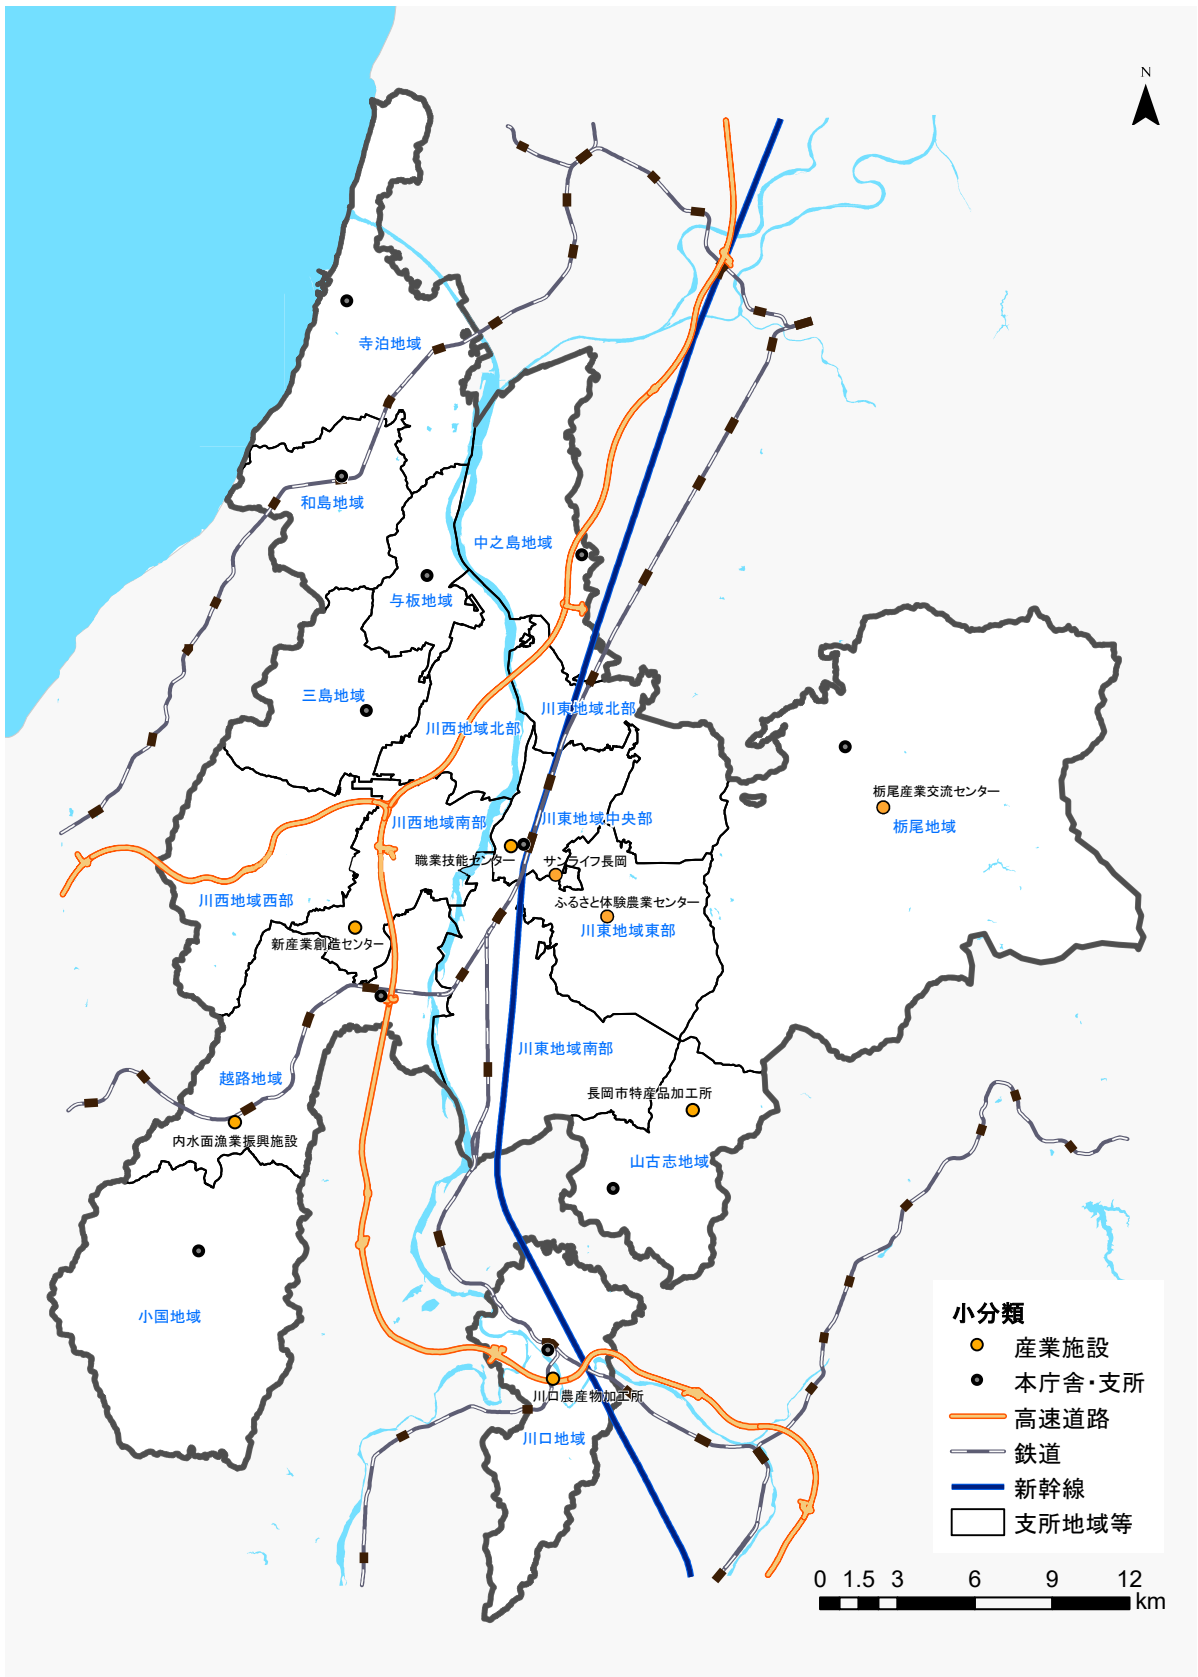 N
寺泊地域
和島地域
中之島地域
与板地域
三島地域
川東地域北部
川西地域北部
栃尾産業交流センター
川西地域南部
川東地域中央部
栃尾地域
職業技能センター
サンライフ長岡
川西地域西部
ふるさと体験農業センター
川東地域東部
新産業創造センター
川東地域南部
越路地域
長岡市特産品加工所
内水面漁業振興施設
山古志地域
小国地域
川口農産物加工所
川口地域
小分類
産業施設
本庁舎・支所
高速道路
鉄道
新幹線
支所地域等
0 1.5 3 6 9 12
km